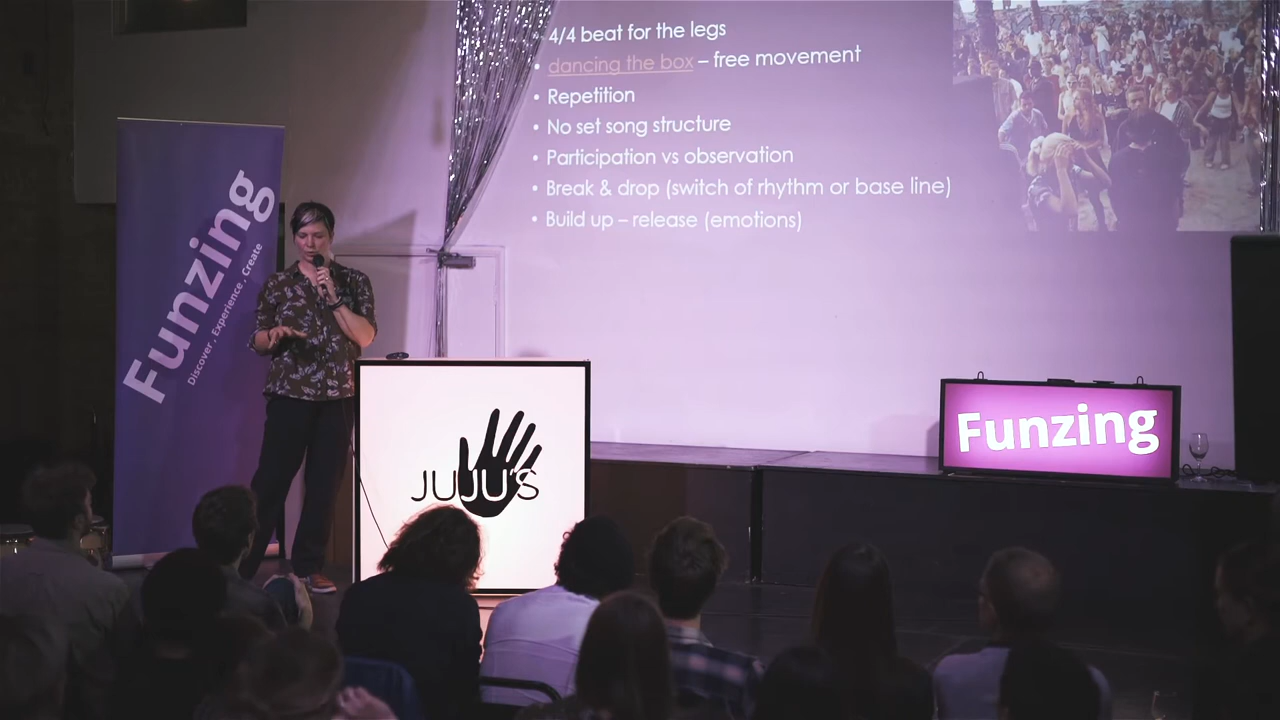 • 4/4 beat for the legs
• dancing the box – free movement
• Repetition
• No set song structure
• Participation vs observation
• Break & drop (switch of rhythm or base line)
• Build up – release (emotions)
Funzing
Discover . Experience . Create
JUJU'S
Funzing